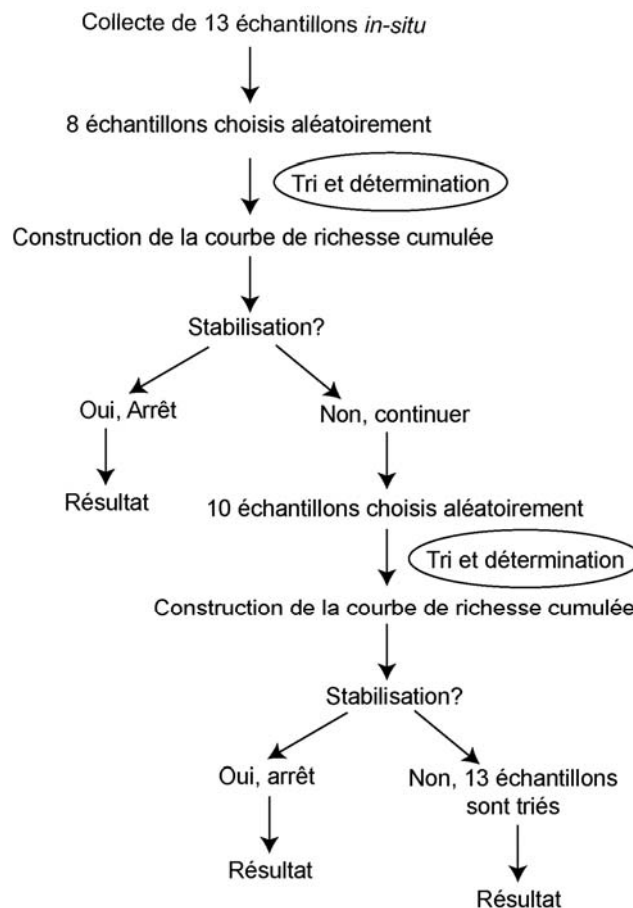 Collecte de 13 échantillons in-situ
8 échantillons choisis aléatoirement
Tri et détermination
Construction de la courbe de richesse cumulée
Stabilisation?
Oui, Arrêt
Non, continuer
Résultat
10 échantillons choisis aléatoirement
Tri et détermination
Construction de la courbe de richesse cumulée
Stabilisation?
Oui, arrêt
Non, 13 échantillons
sont triés
Résultat
Résultat